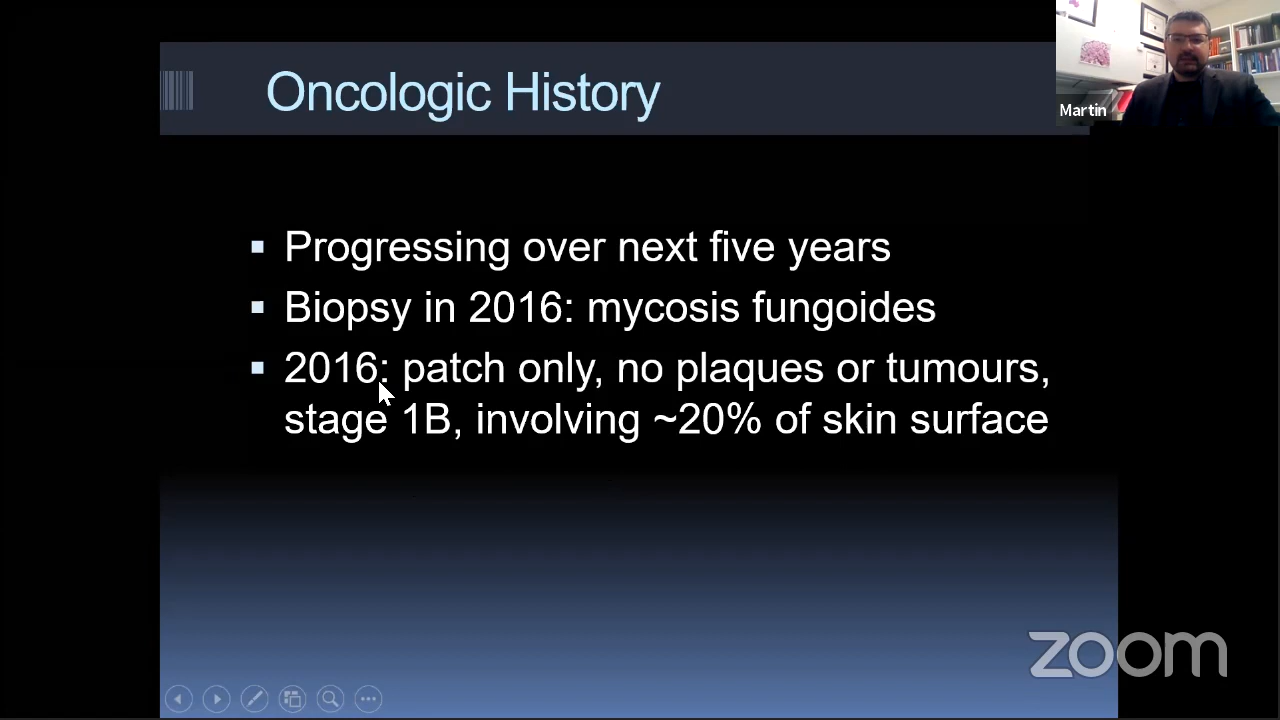 Oncologic History
Martin
Progressing over next five years
Biopsy in 2016: mycosis fungoides
2016: patch only, no plaques or tumours,
stage 1B, involving ~20% of skin surface
zoom